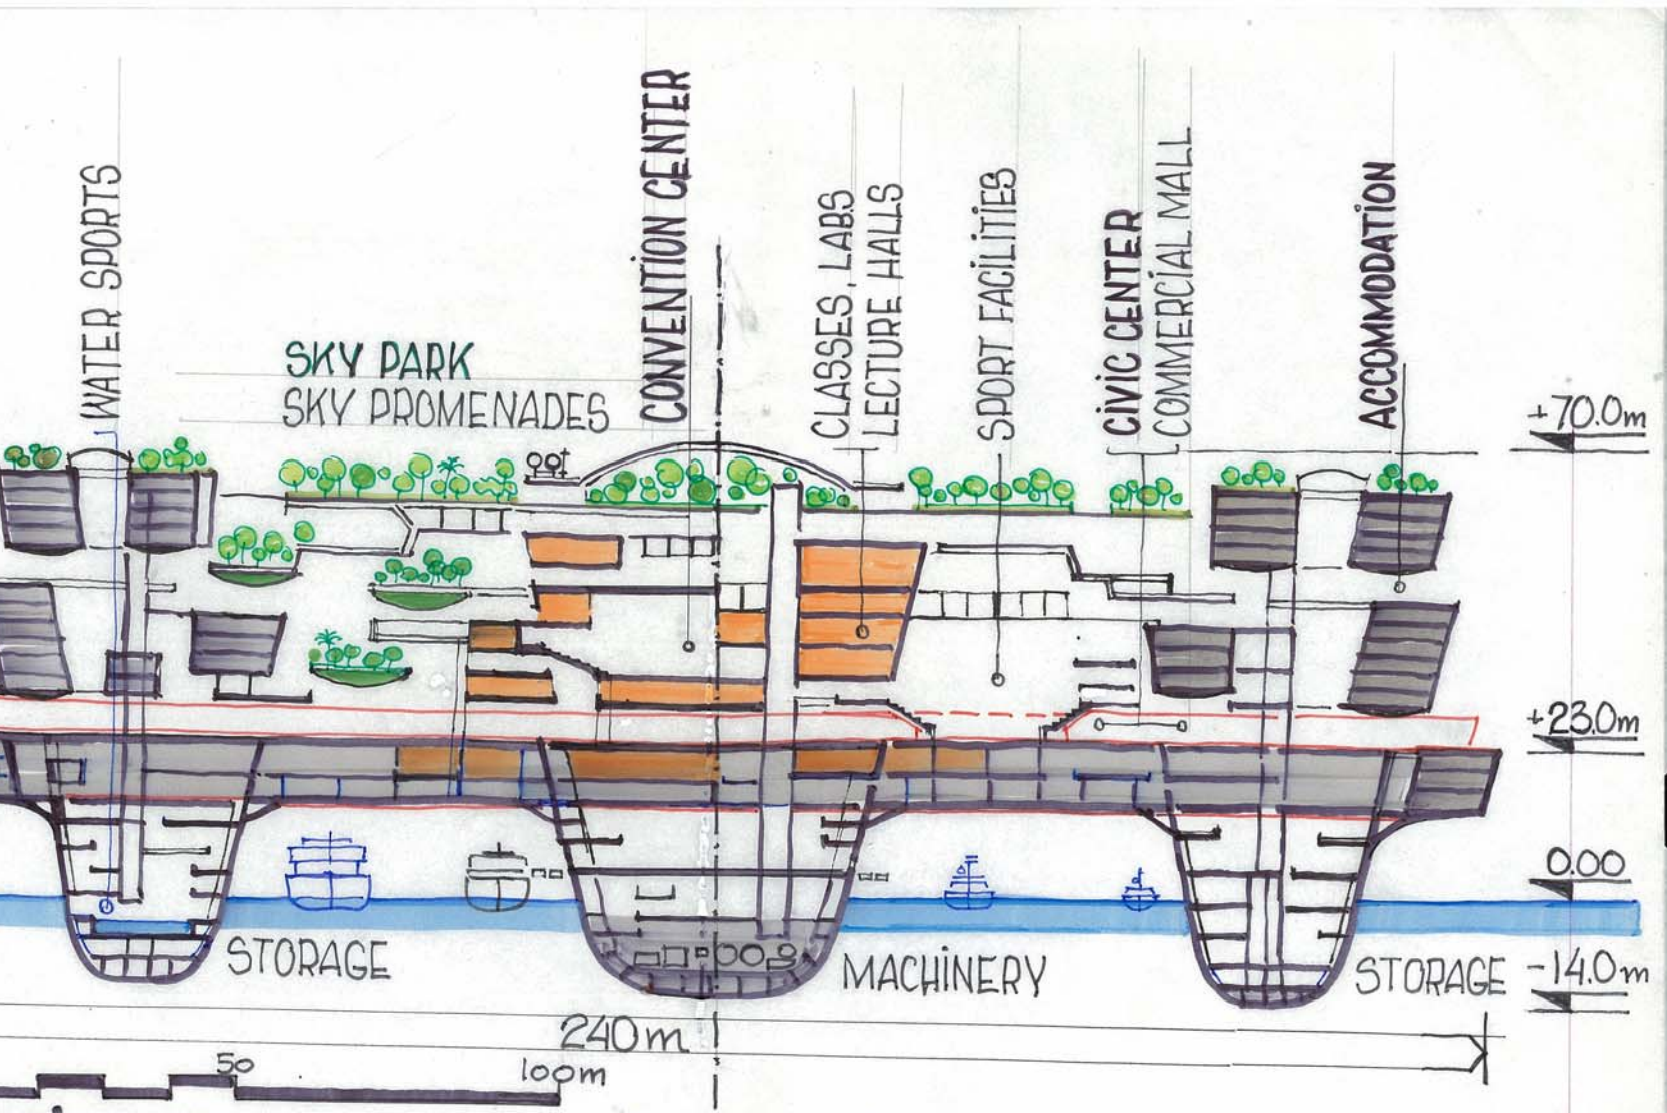 WATER SPORTS
SKY PARK
SKY PROMENADES
CONVENTION CENTER
CLASSES, LABS
LECTURE HALLS
SPORT FACILITIES
CIVIC CENTER
COMMERCIAL MALL
ACCOMMODATION
+70.0m
+23.0m
0.00
STORAGE
MACHINERY
STORAGE
-14.0m
240m
50
100m